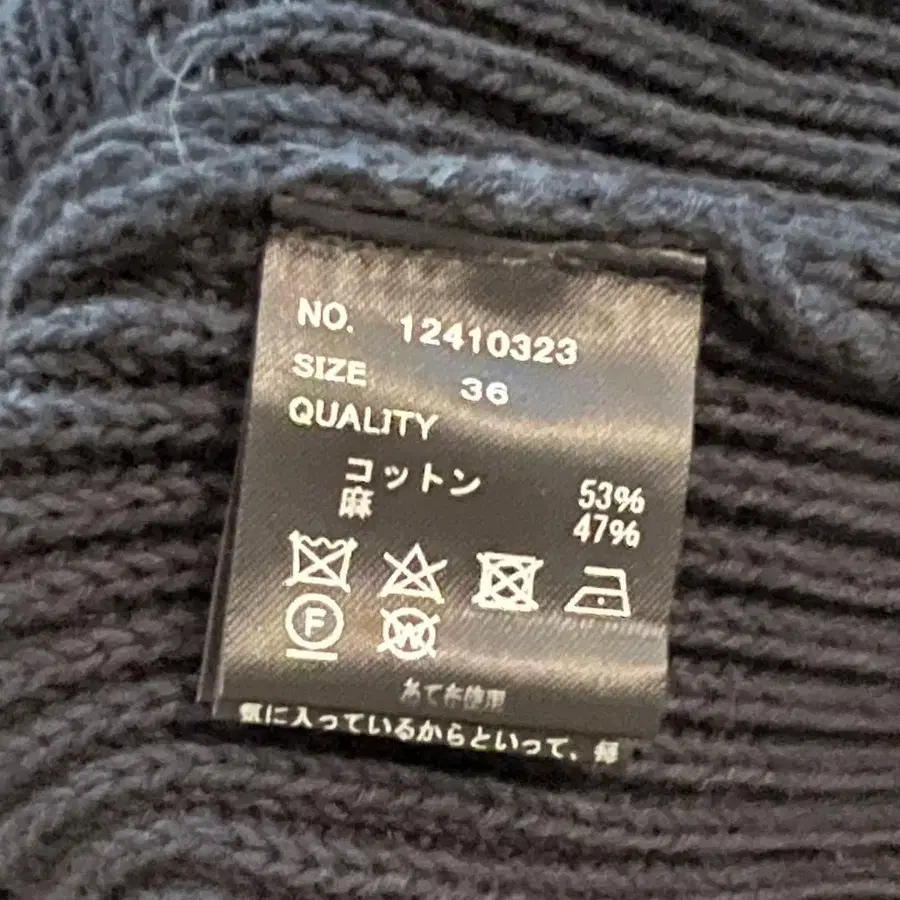 NO. 12410323
SIZE 36
QUALITY
コットン 53%
麻 47%
F
W
あて布使用
気に入っているからといって、毎